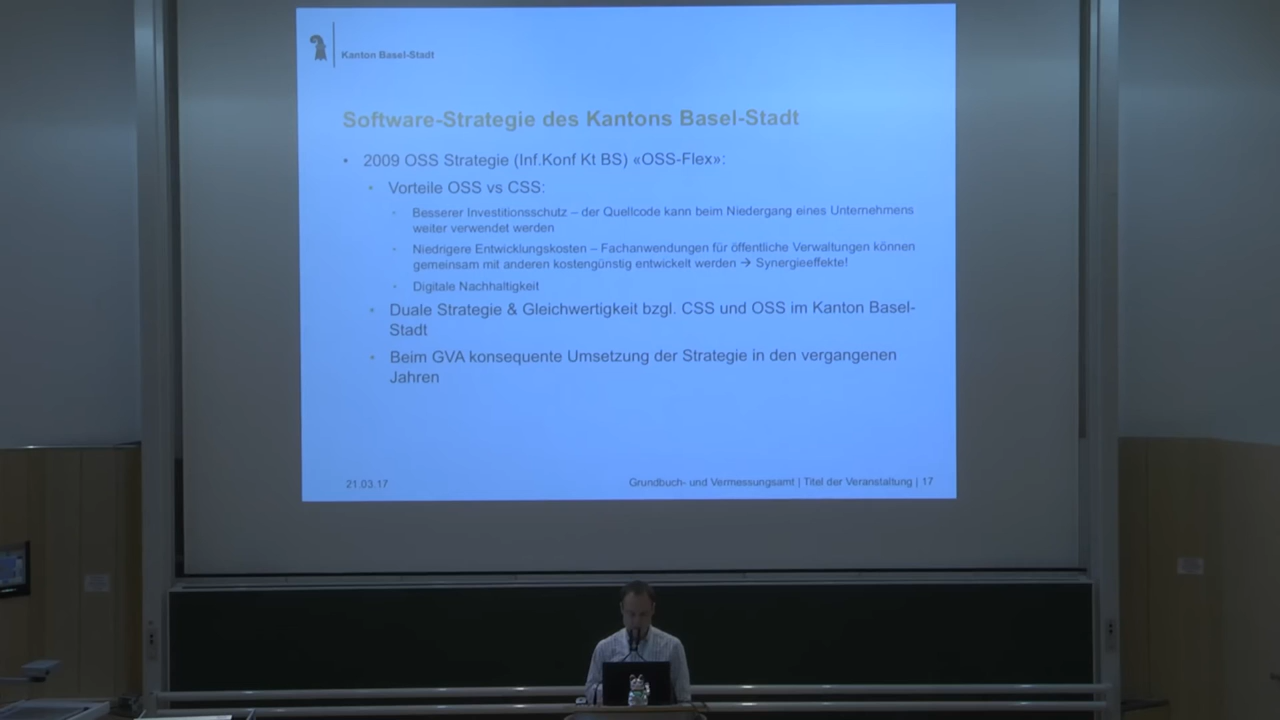 Kanton Basel-Stadt
Software-Strategie des Kantons Basel-Stadt
• 2009 OSS Strategie (Inf.Konf Kt BS) «OSS-Flex»:
• Vorteile OSS vs CSS:
- Besserer Investitionsschutz – der Quellcode kann beim Niedergang eines Unternehmens
weiter verwendet werden
- Niedrigere Entwicklungskosten – Fachanwendungen für öffentliche Verwaltungen können
gemeinsam mit anderen kostengünstig entwickelt werden → Synergieeffekte!
- Digitale Nachhaltigkeit
• Duale Strategie & Gleichwertigkeit bzgl. CSS und OSS im Kanton Basel-
Stadt
• Beim GVA konsequente Umsetzung der Strategie in den vergangenen
Jahren
21.03.17
Grundbuch- und Vermessungsamt | Titel der Veranstaltung | 17